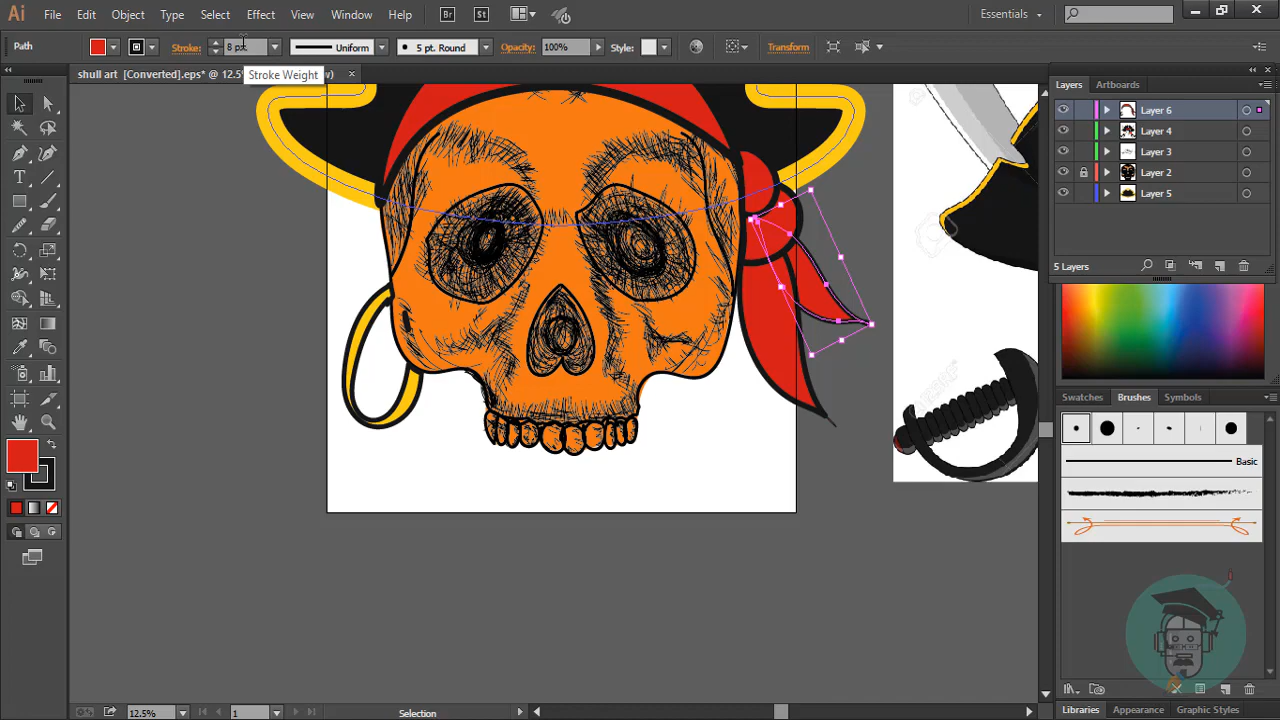 Ai File Edit Object Type Select Effect View Window Help Br St Essentials
Path Stroke: 8 px Uniform 5 pt. Round Opacity: 100% Style: Transform
shull art [Converted].eps* @ 12.5%
Stroke Weight
Layers Artboards
Layer 6
Layer 4
Layer 3
Layer 2
Layer 5
5 Layers
Swatches Brushes Symbols
Basic
12.5% 1 Selection
Libraries Appearance Graphic Styles